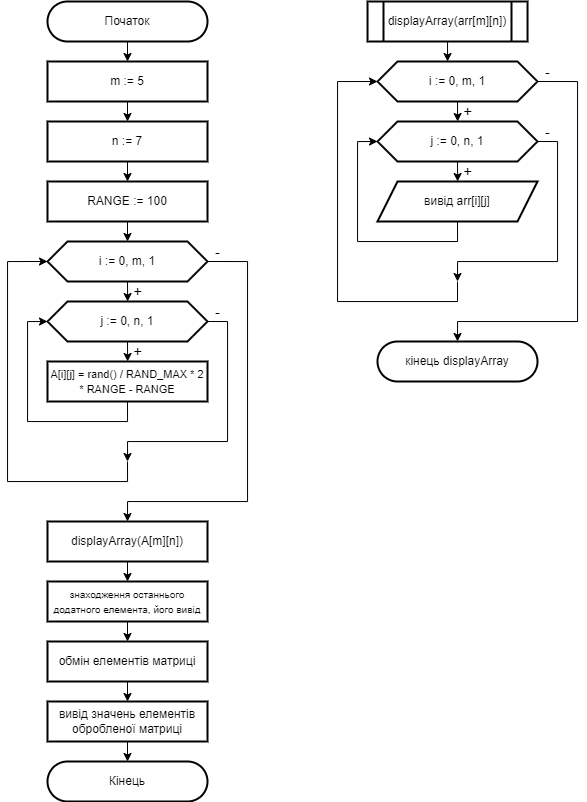 Початок
m := 5
n := 7
RANGE := 100
i := 0, m, 1
-
+
j := 0, n, 1
-
+
A[i][j] = rand() / RAND_MAX * 2
* RANGE - RANGE
displayArray(A[m][n])
знаходження останнього
додатного елемента, його вивід
обмін елементів матриці
вивід значень елементів
обробленої матриці
Кінець
displayArray(arr[m][n])
i := 0, m, 1
-
+
j := 0, n, 1
-
+
вивід arr[i][j]
кінець displayArray